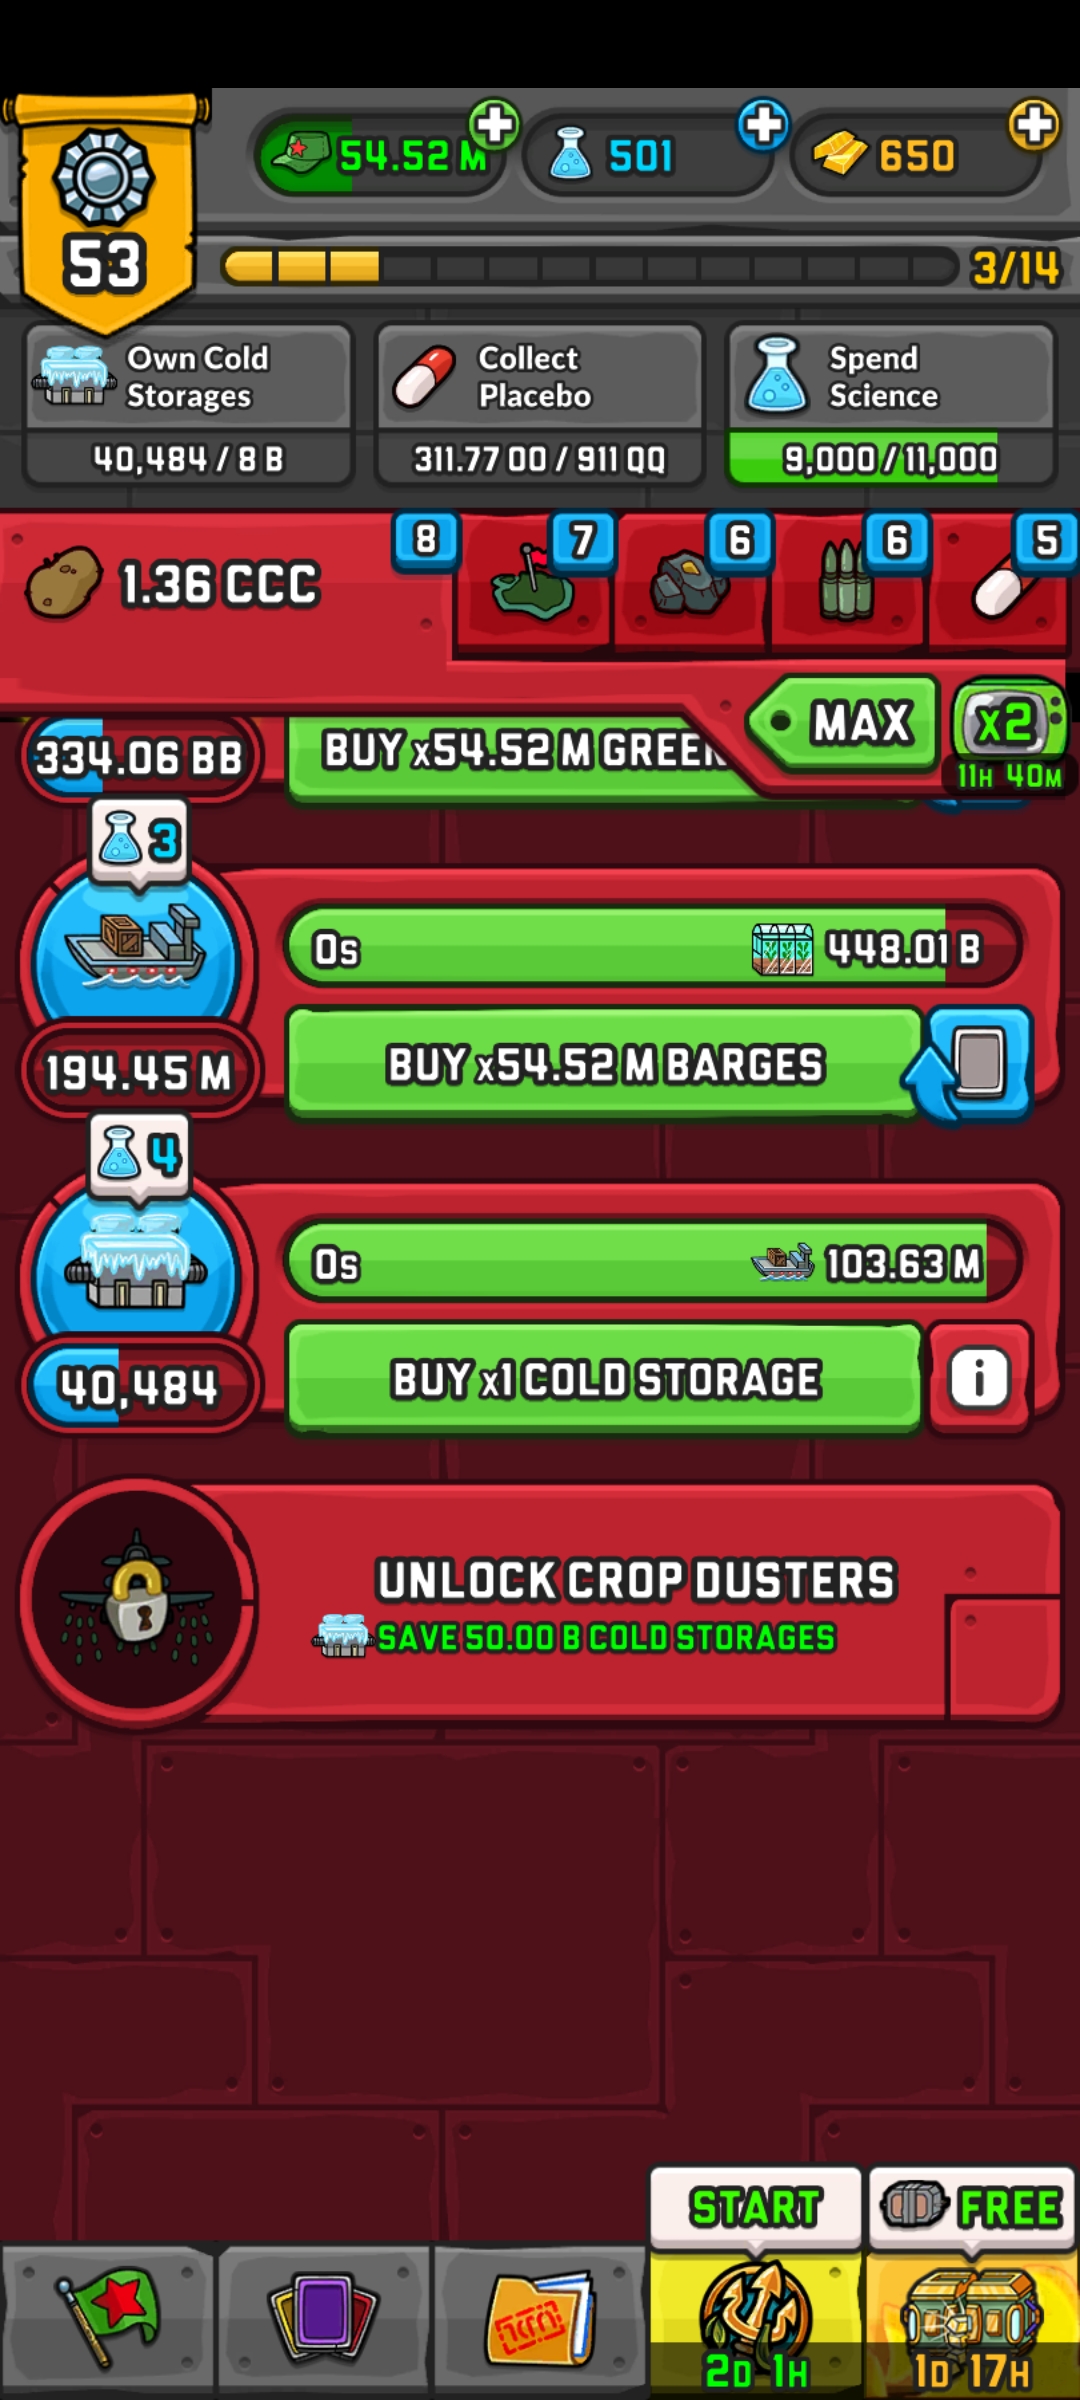 54.52 M
501
650
53
3/14
Own Cold
Storages
40,484 / 8 B
Collect
Placebo
311.77 OO / 911 QQ
Spend
Science
9,000 / 11,000
1.36 CCC
8
7
6
6
5
MAX
x2
11H 40M
334.06 BB
BUY x54.52 M GREEN
3
0s
448.01 B
194.45 M
BUY x54.52 M BARGES
4
0s
103.63 M
40,484
BUY x1 COLD STORAGE
i
UNLOCK CROP DUSTERS
SAVE 50.00 B COLD STORAGES
START
FREE
2D 1H
1D 17H